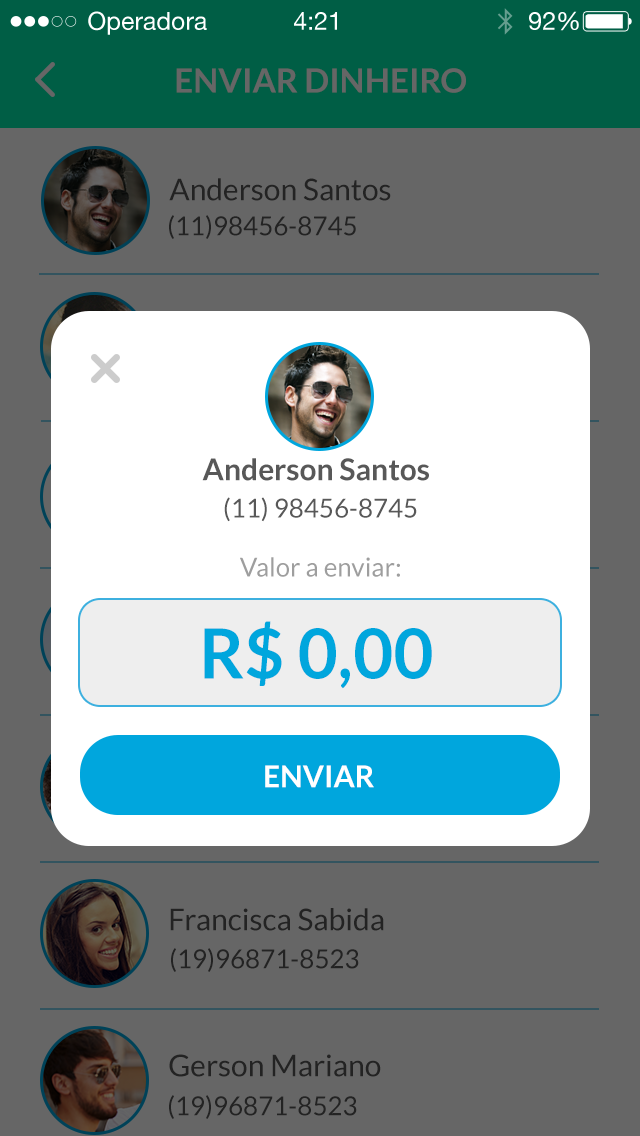 Operadora 4:21 92%
ENVIAR DINHEIRO
Anderson Santos
(11)98456-8745
Anderson Santos
(11) 98456-8745
Valor a enviar:
R$ 0,00
ENVIAR
Francisca Sabida
(19)96871-8523
Gerson Mariano
(19)96871-8523